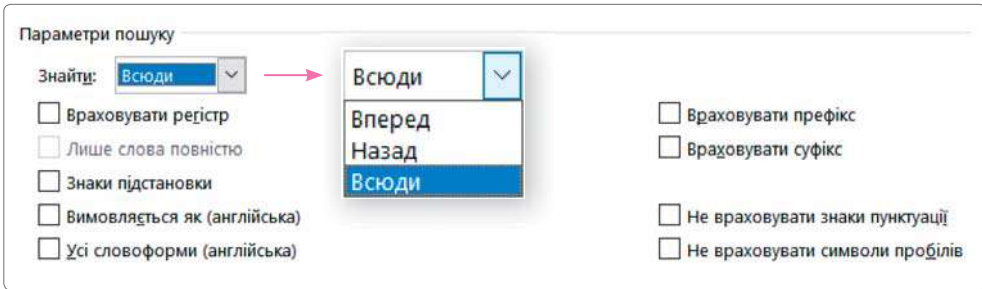 Параметри пошуку
Знайти: Всюди
Всюди
Вперед
Назад
Всюди
Враховувати регістр
Лише слова повністю
Знаки підстановки
Вимовляється як (англійська)
Усі словоформи (англійська)
Враховувати префікс
Враховувати суфікс
Не враховувати знаки пунктуації
Не враховувати символи пробілів